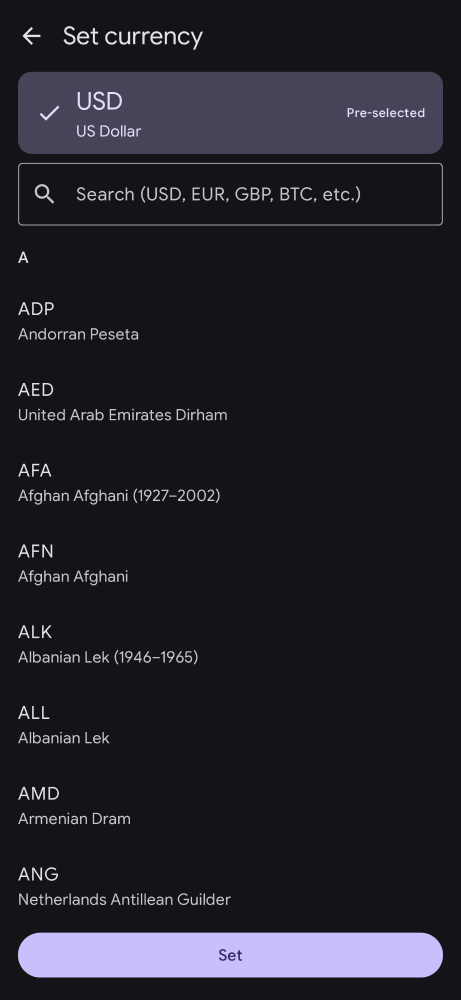 Set currency
USD
US Dollar
Pre-selected
Search (USD, EUR, GBP, BTC, etc.)
A
ADP
Andorran Peseta
AED
United Arab Emirates Dirham
AFA
Afghan Afghani (1927–2002)
AFN
Afghan Afghani
ALK
Albanian Lek (1946–1965)
ALL
Albanian Lek
AMD
Armenian Dram
ANG
Netherlands Antillean Guilder
Set